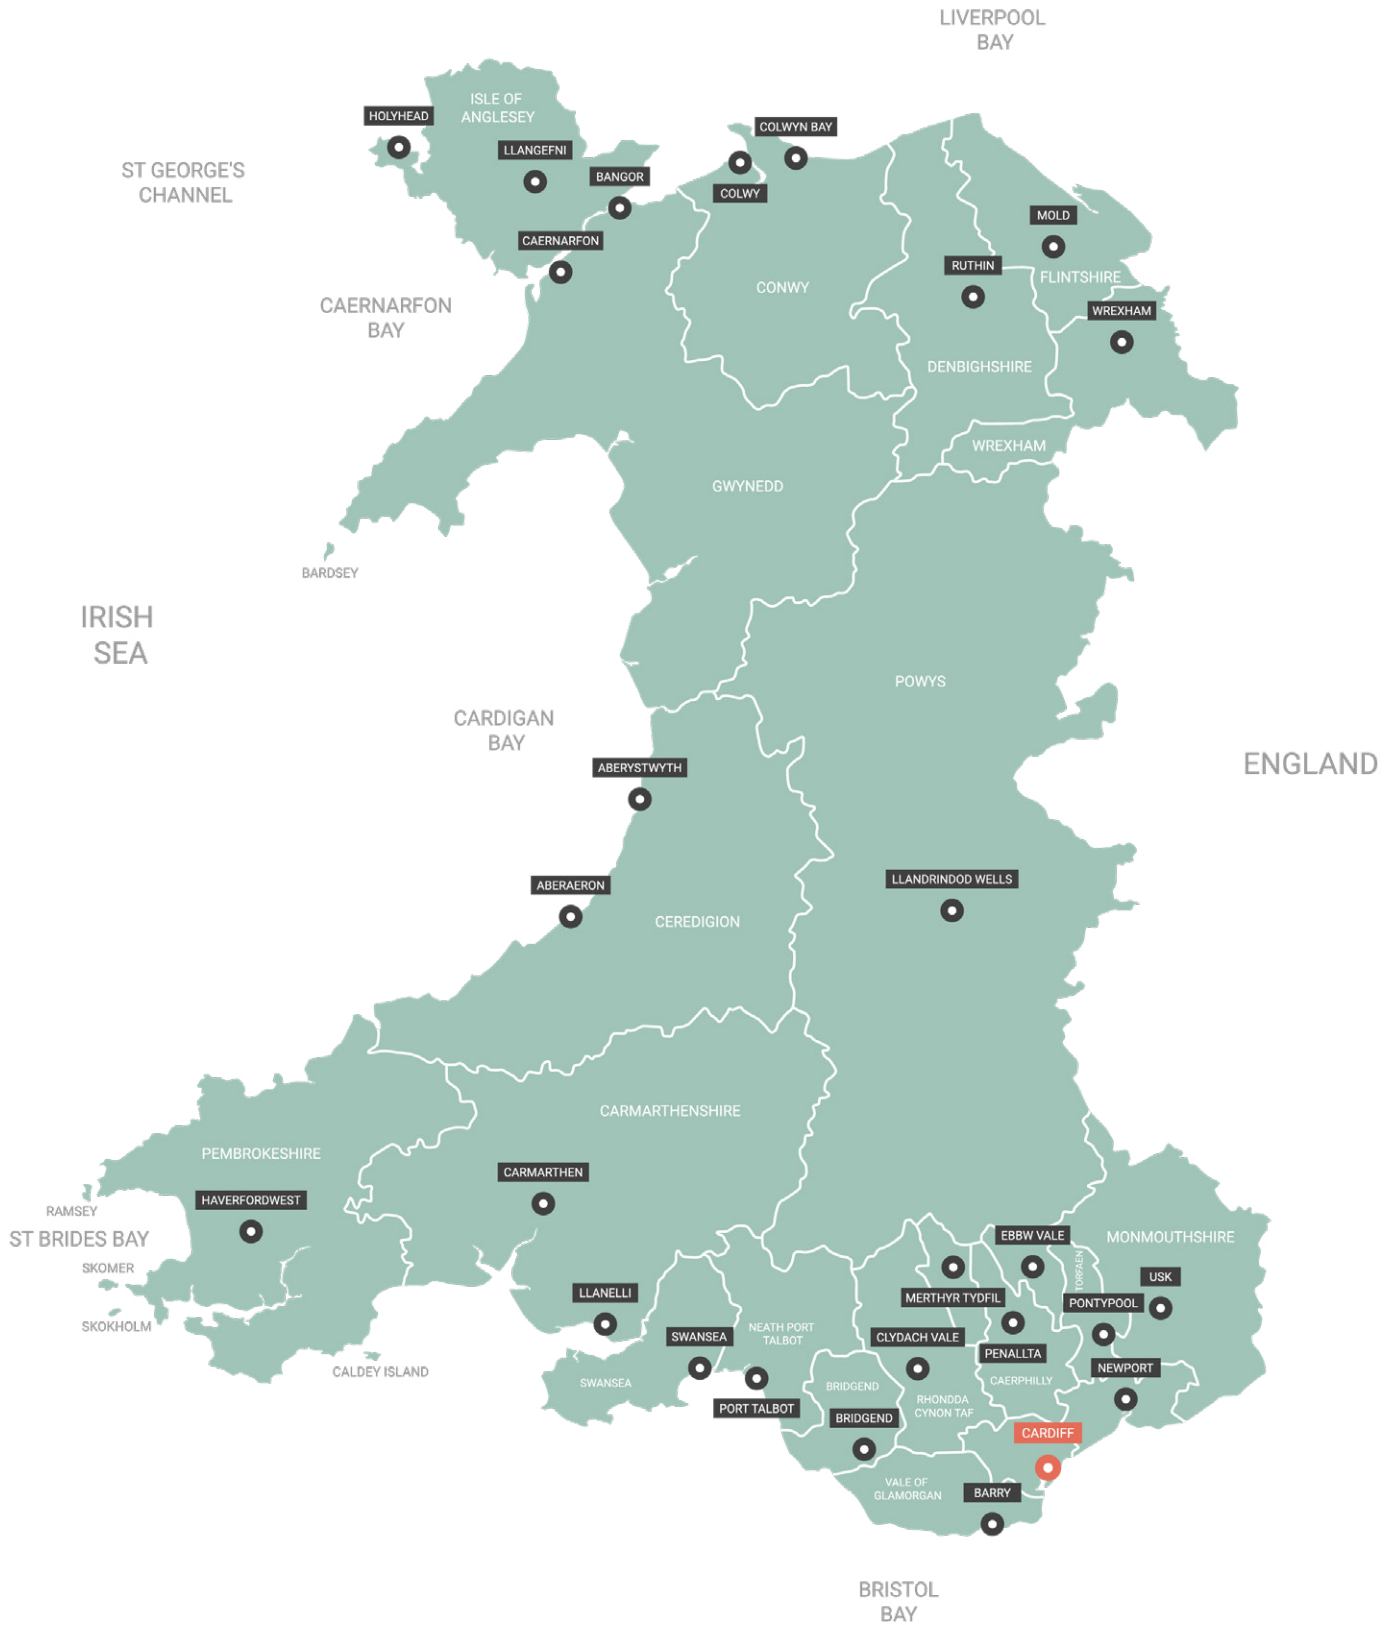 LIVERPOOL
BAY
ISLE OF
ANGLESEY
HOLYHEAD
COLWYN BAY
LLANGEFNI
ST GEORGE'S
CHANNEL
BANGOR
COLWY
MOLD
CAERNARFON
RUTHIN
FLINTSHIRE
CONWY
CAERNARFON
BAY
WREXHAM
DENBIGHSHIRE
WREXHAM
GWYNEDD
BARDSEY
IRISH
SEA
POWYS
CARDIGAN
BAY
ENGLAND
ABERYSTWYTH
LLANDRINDOD WELLS
ABERAERON
CEREDIGION
CARMARTHENSHIRE
PEMBROKESHIRE
CARMARTHEN
HAVERFORDWEST
RAMSEY
ST BRIDES BAY
EBBW VALE
MONMOUTHSHIRE
SKOMER
TORFAEN
USK
LLANELLI
MERTHYR TYDFIL
PONTYPOOL
SKOKHOLM
NEATH PORT
TALBOT
SWANSEA
CLYDACH VALE
PENALLTA
CALDEY ISLAND
NEWPORT
SWANSEA
BRIDGEND
CAERPHILLY
RHONDDA
CYNON TAF
PORT TALBOT
BRIDGEND
CARDIFF
VALE OF
GLAMORGAN
BARRY
BRISTOL
BAY